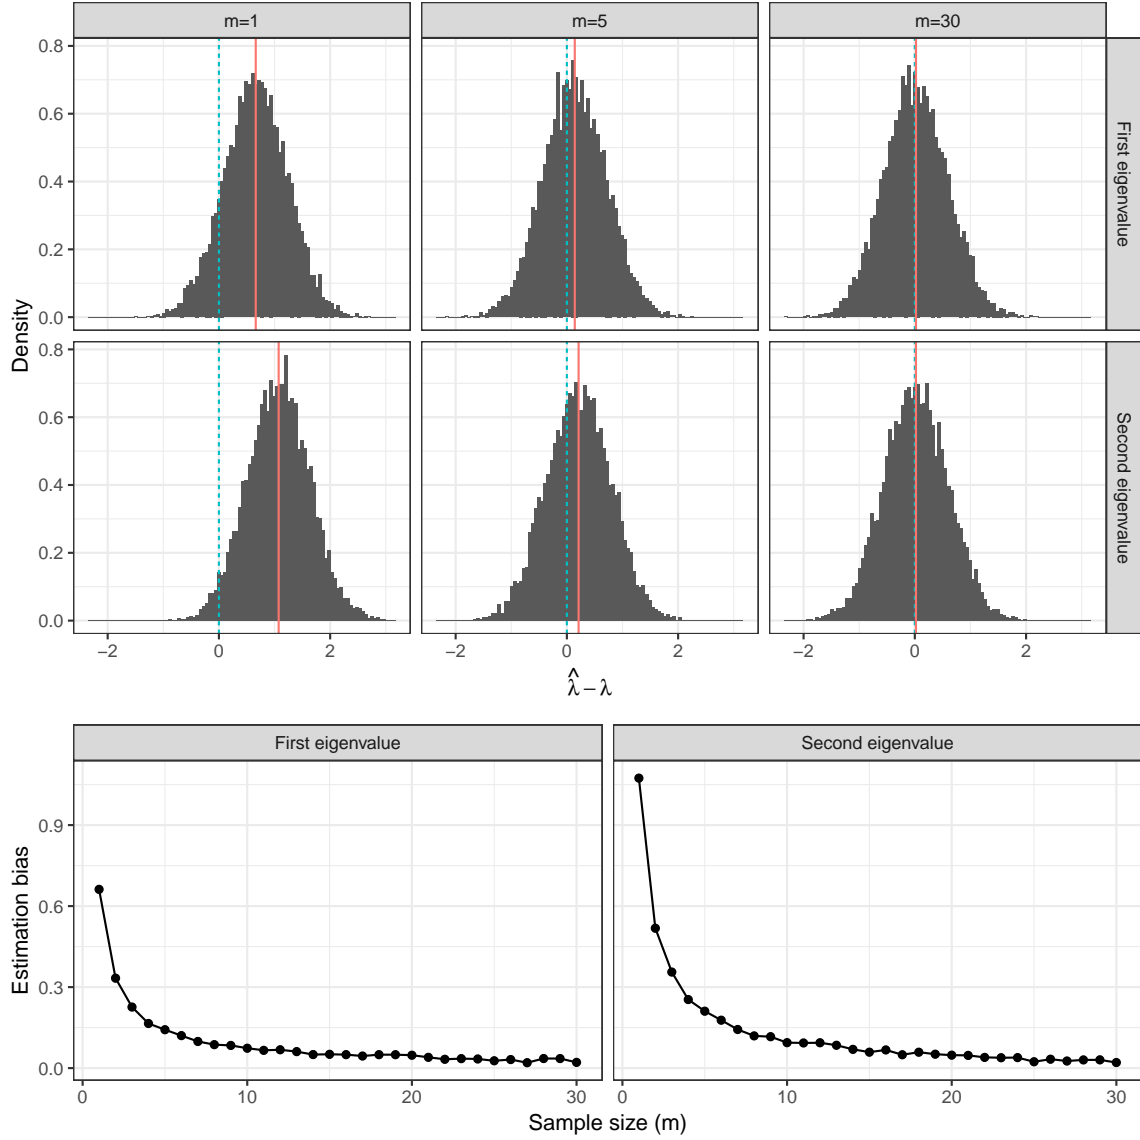 m=1 m=5 m=30
0.8
0.6
0.4
0.2
0.0
First eigenvalue
Density
0.8
0.6
0.4
0.2
0.0
Second eigenvalue
−2 0 2 −2 0 2 −2 0 2
λ̂ − λ
First eigenvalue Second eigenvalue
0.9
0.6
0.3
0.0
Estimation bias
0 10 20 30 0 10 20 30
Sample size (m)